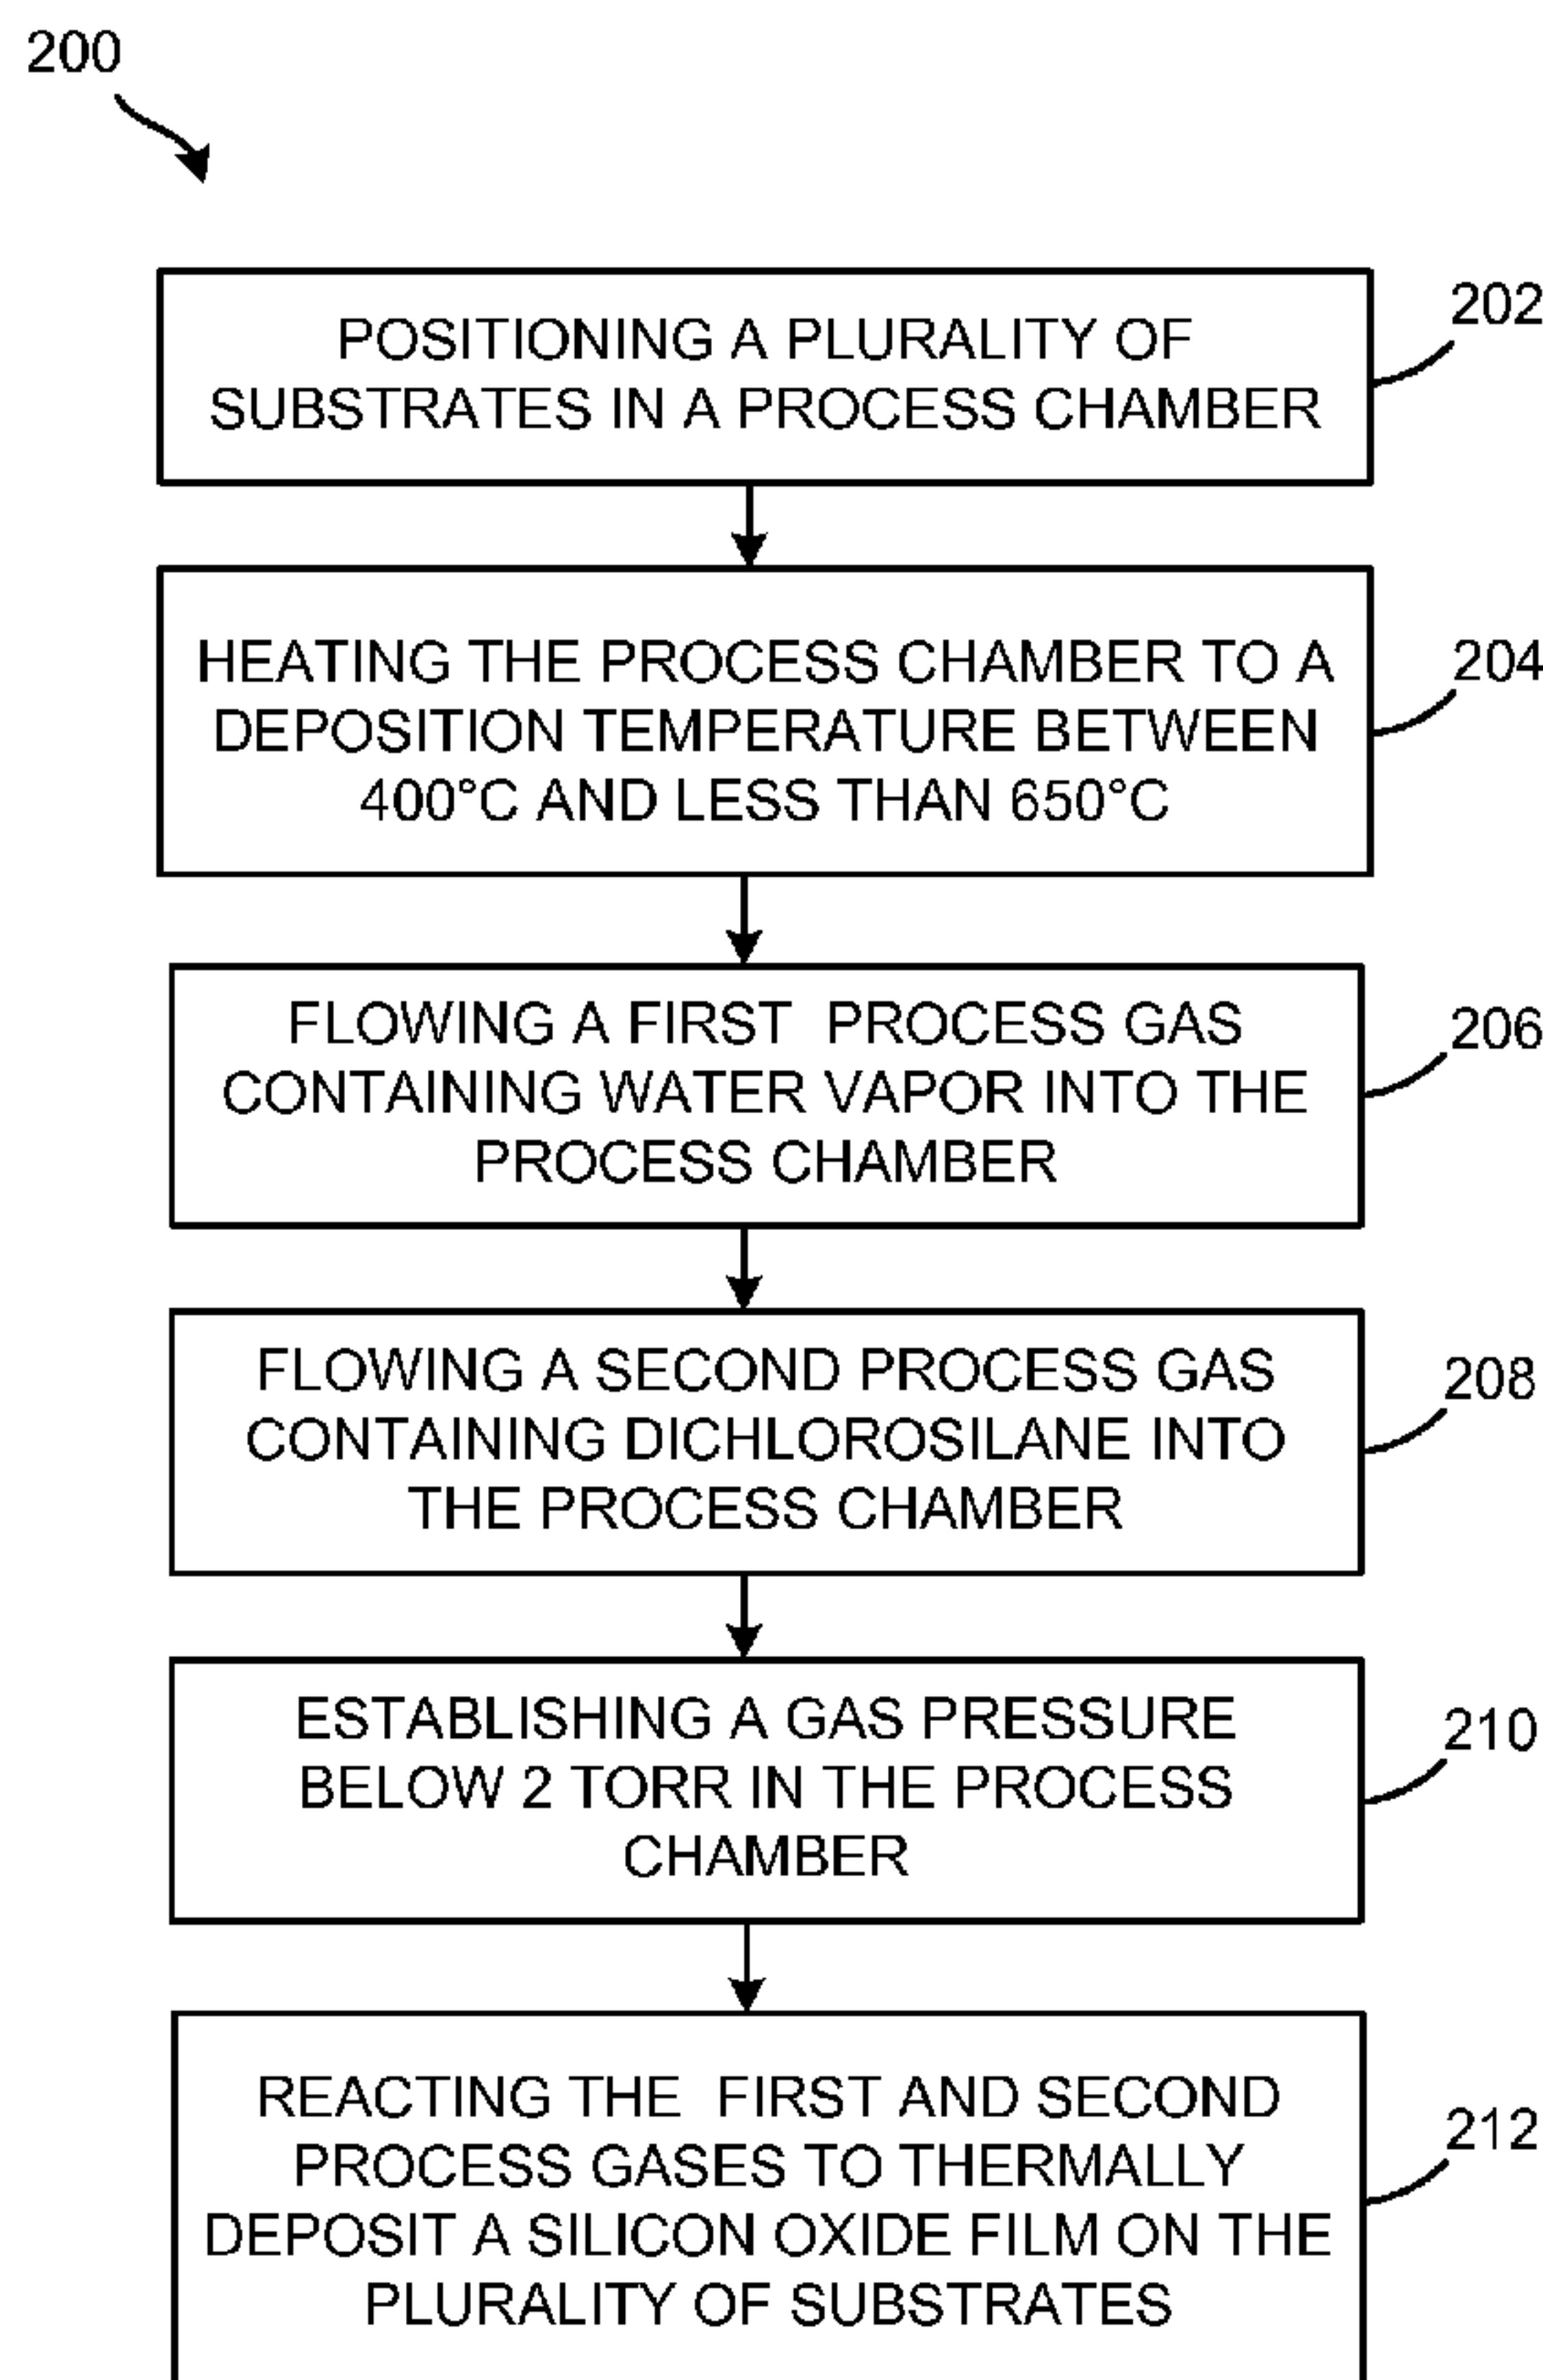 200
POSITIONING A PLURALITY OF
SUBSTRATES IN A PROCESS CHAMBER
202
HEATING THE PROCESS CHAMBER TO A
DEPOSITION TEMPERATURE BETWEEN
400°C AND LESS THAN 650°C
204
FLOWING A FIRST PROCESS GAS
CONTAINING WATER VAPOR INTO THE
PROCESS CHAMBER
206
FLOWING A SECOND PROCESS GAS
CONTAINING DICHLOROSILANE INTO
THE PROCESS CHAMBER
208
ESTABLISHING A GAS PRESSURE
BELOW 2 TORR IN THE PROCESS
CHAMBER
210
REACTING THE FIRST AND SECOND
PROCESS GASES TO THERMALLY
DEPOSIT A SILICON OXIDE FILM ON THE
PLURALITY OF SUBSTRATES
212